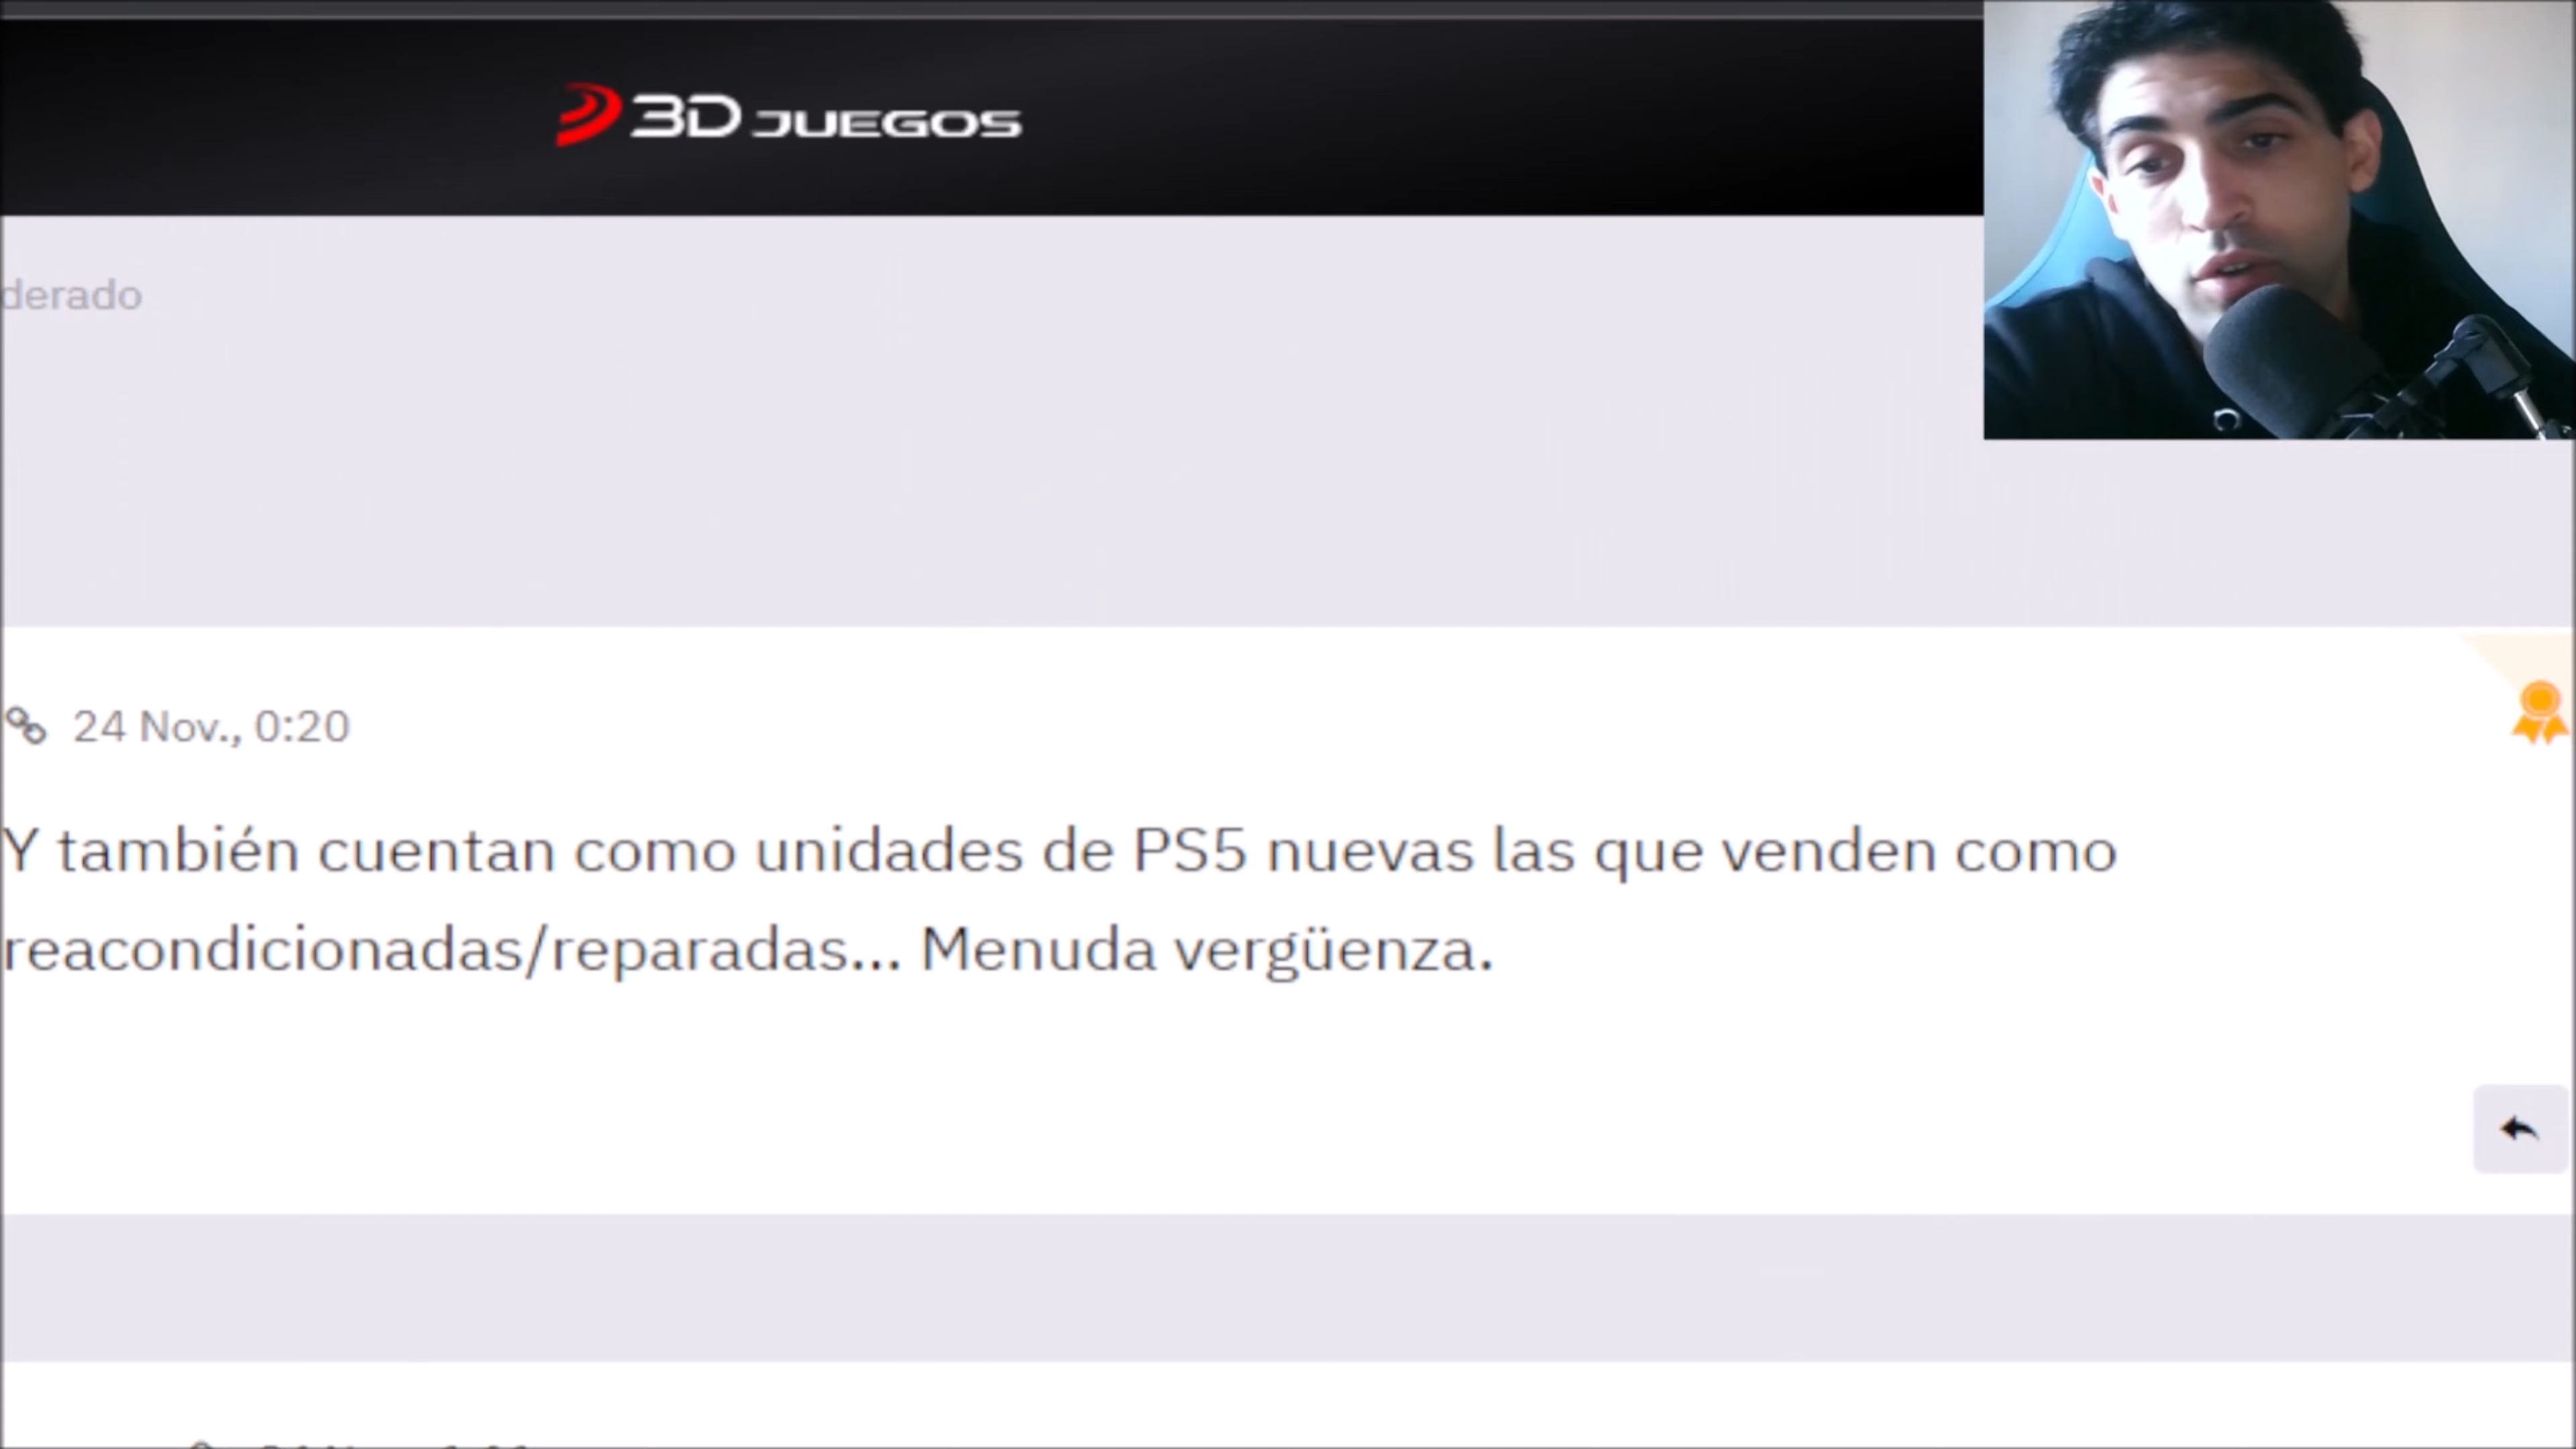 3D JUEGOS
derado
24 Nov., 0:20
Y también cuentan como unidades de PS5 nuevas las que venden como
reacondicionadas/reparadas... Menuda vergüenza.